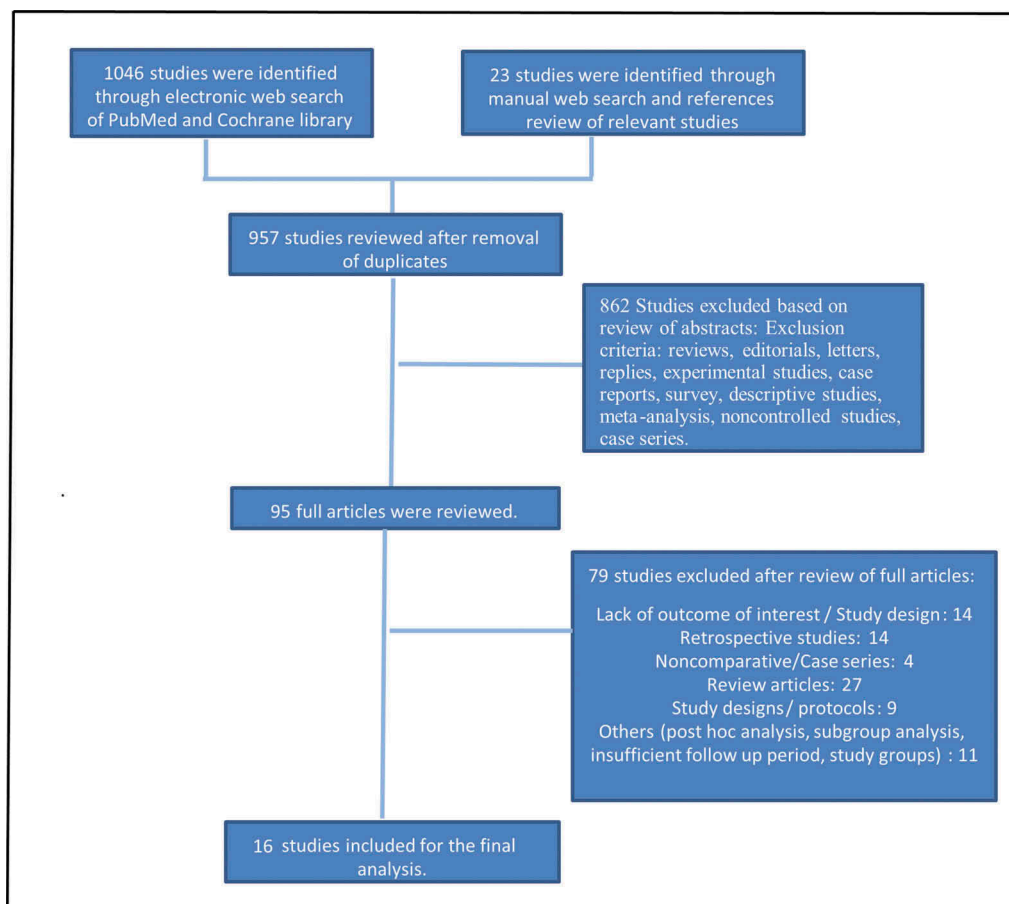 1046 studies were identified
through electronic web search
of PubMed and Cochrane library
23 studies were identified through
manual web search and references
review of relevant studies
957 studies reviewed after removal
of duplicates
862 Studies excluded based on
review of abstracts: Exclusion
criteria: reviews, editorials, letters,
replies, experimental studies, case
reports, survey, descriptive studies,
meta-analysis, noncontrolled studies,
case series.
95 full articles were reviewed.
79 studies excluded after review of full articles:
Lack of outcome of interest / Study design : 14
Retrospective studies: 14
Noncomparative/Case series: 4
Review articles: 27
Study designs/ protocols: 9
Others (post hoc analysis, subgroup analysis,
insufficient follow up period, study groups) : 11
16 studies included for the final
analysis.